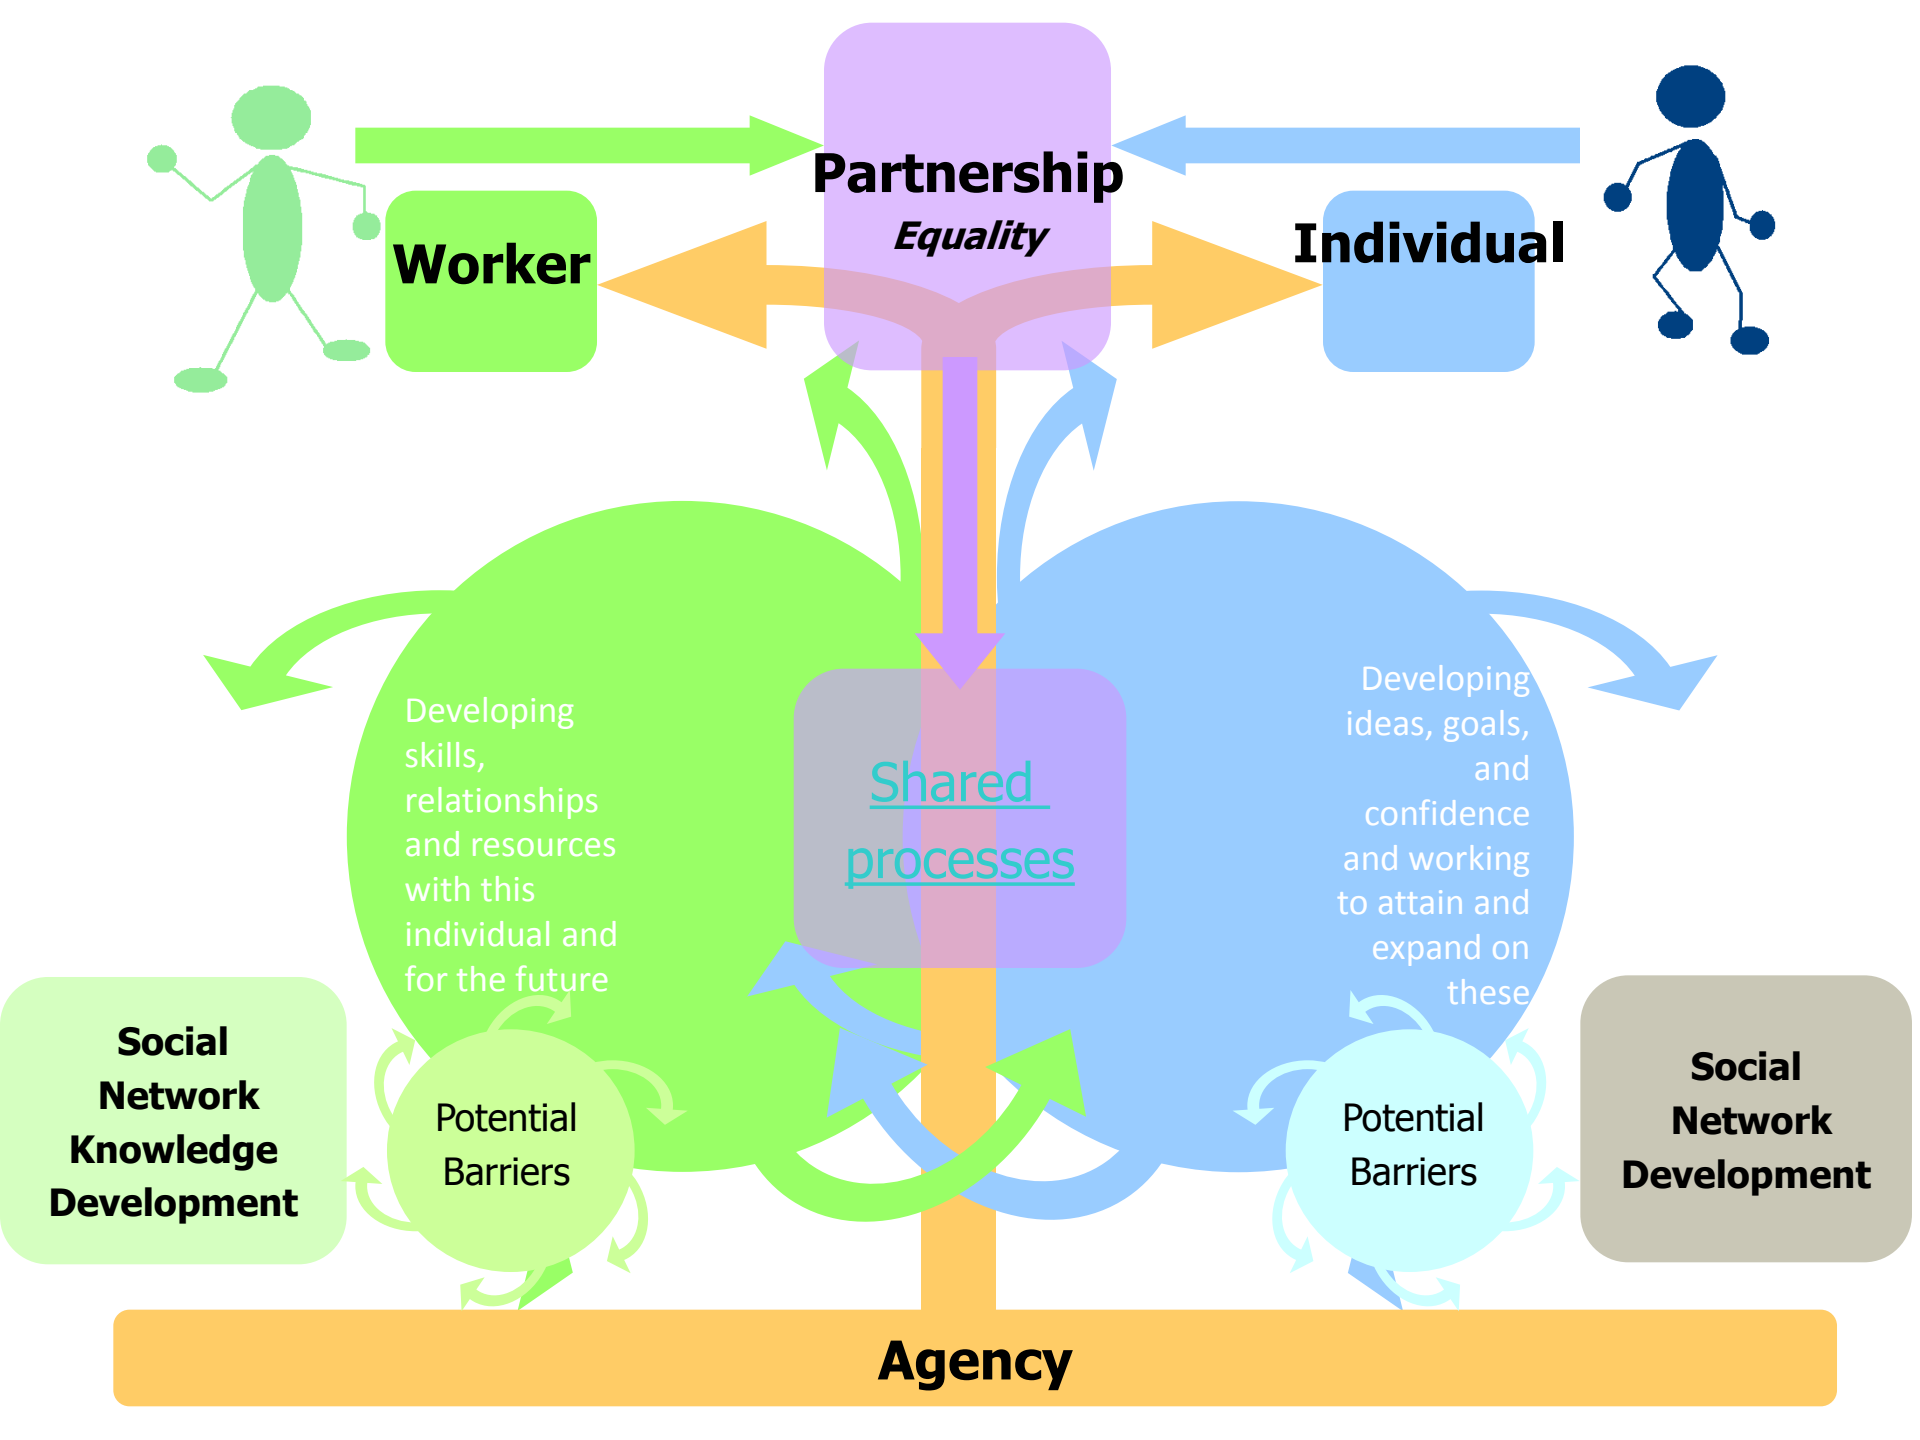 Partnership
Equality
Worker
Individual
Developing
skills,
relationships
and resources
with this
individual and
for the future
Shared
processes
Developing
ideas, goals,
and
confidence
and working
to attain and
expand on
these
Social
Network
Knowledge
Development
Potential
Barriers
Potential
Barriers
Social
Network
Development
Agency